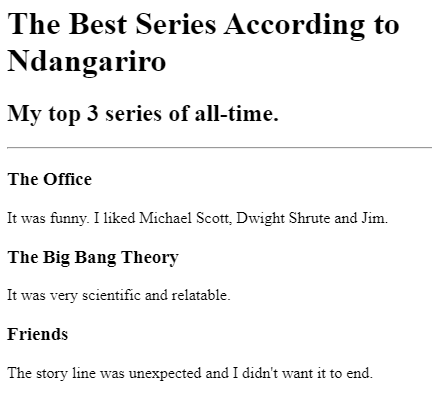 The Best Series According to
Ndangariro
My top 3 series of all-time.
The Office
It was funny. I liked Michael Scott, Dwight Shrute and Jim.
The Big Bang Theory
It was very scientific and relatable.
Friends
The story line was unexpected and I didn't want it to end.